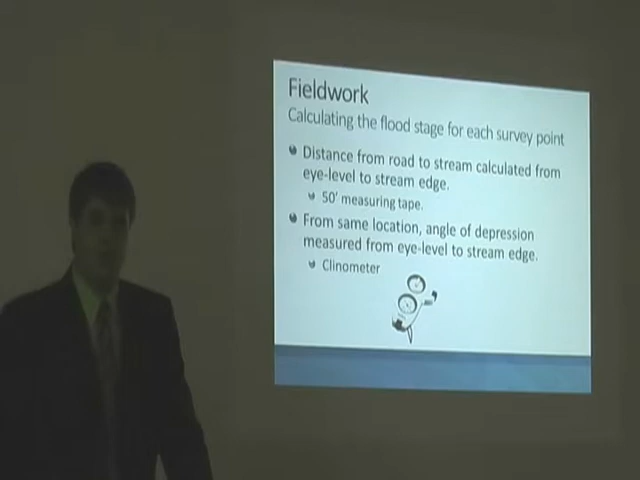 Fieldwork
Calculating the flood stage for each survey point
Distance from road to stream calculated from
eye-level to stream edge.
50' measuring tape.
From same location, angle of depression
measured from eye-level to stream edge.
Clinometer